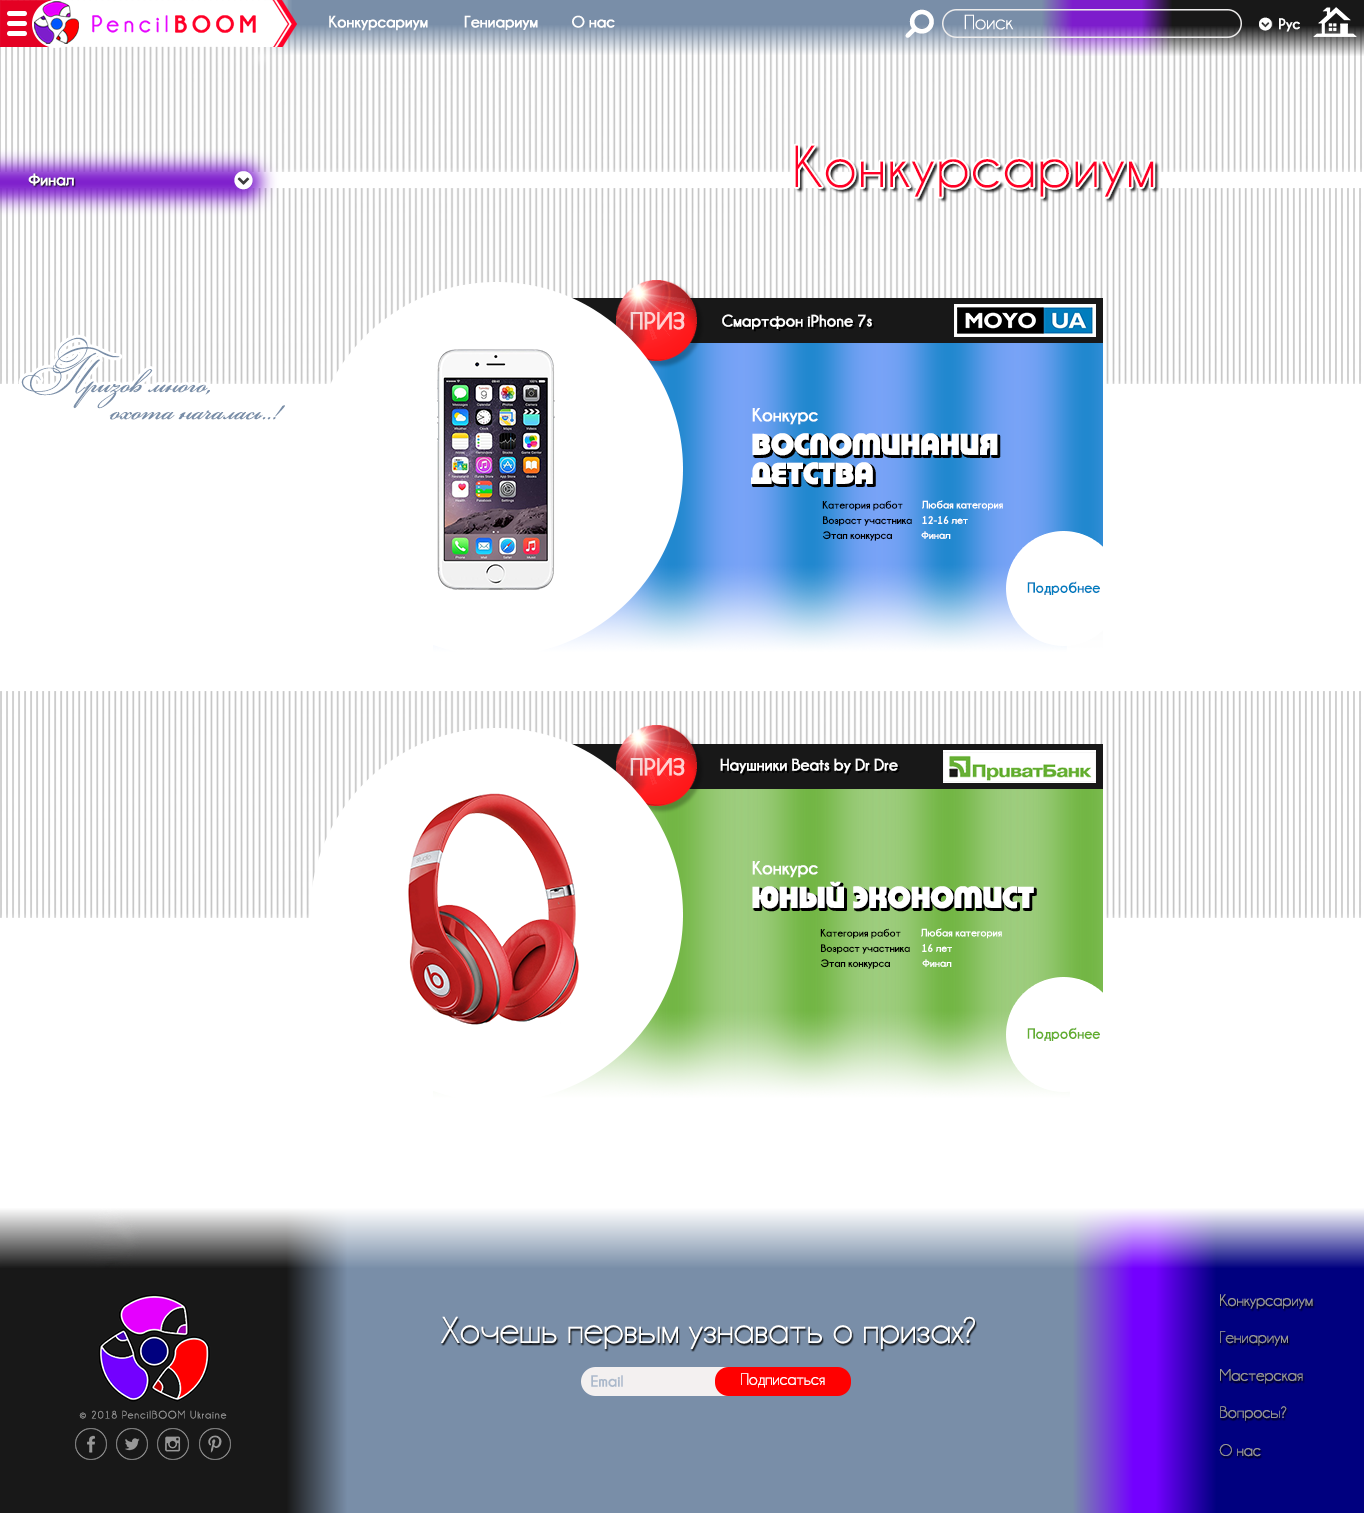 PencilBOOM
Конкурсариум
Гениариум
О нас
Поиск
Рус
Конкурсариум
Финал
Призов много,
охота началась..!
ПРИЗ
Смартфон iPhone 7s
MOYO UA
Конкурс
ВОСПОМИНАНИЯ
ДЕТСТВА
Категория работ Любая категория
Возраст участника 12-16 лет
Этап конкурса Финал
Подробнее
ПРИЗ
Наушники Beats by Dr Dre
ПриватБанк
Конкурс
ЮНЫЙ ЭКОНОМИСТ
Категория работ Любая категория
Возраст участника 16 лет
Этап конкурса Финал
Подробнее
Хочешь первым узнавать о призах?
Email
Подписаться
© 2018 PencilBOOM Ukraine
Конкурсариум
Гениариум
Мастерская
Вопросы?
О нас